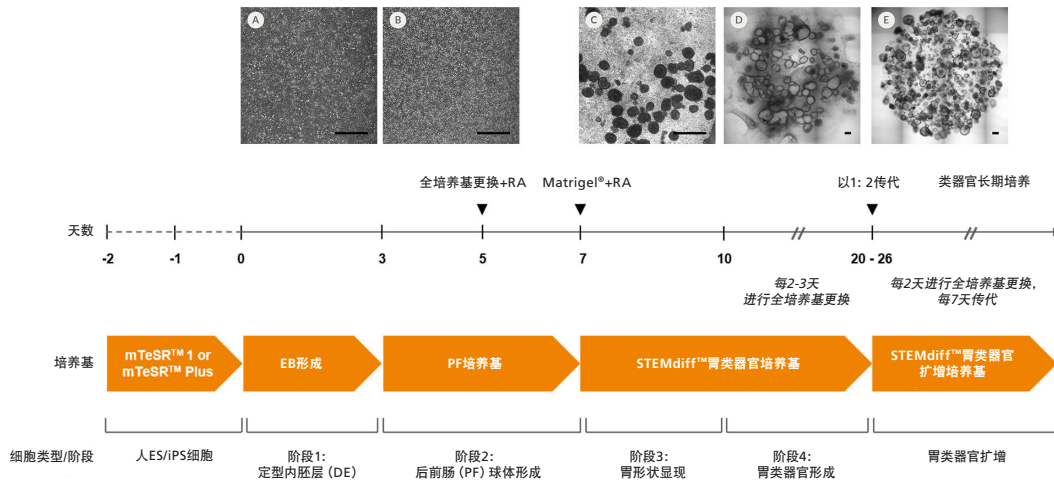 A
B
C
D
E
全培养基更换+RA
Matrigel®+RA
以1: 2传代
类器官长期培养
天数
-2
-1
0
3
5
7
10
20 - 26
每2-3天
进行全培养基更换
每2天进行全培养基更换，
每7天传代
培养基
mTeSR™ 1 or
mTeSR™ Plus
EB形成
PF培养基
STEMdiff™胃类器官培养基
STEMdiff™胃类器官
扩增培养基
细胞类型/阶段
人ES/iPS细胞
阶段1:
定型内胚层 (DE)
阶段2:
后前肠 (PF) 球体形成
阶段3:
胃形状显现
阶段4:
胃类器官形成
胃类器官扩增